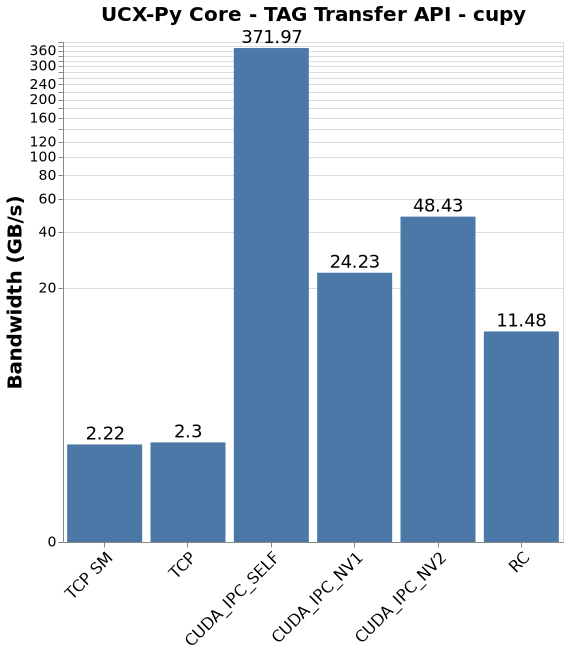 UCX-Py Core - TAG Transfer API - cupy
Bandwidth (GB/s)
360
300
240
200
160
120
100
80
60
40
20
0
2.22
2.3
371.97
24.23
48.43
11.48
TCP SM
TCP
CUDA_IPC_SELF
CUDA_IPC_NV1
CUDA_IPC_NV2
RC